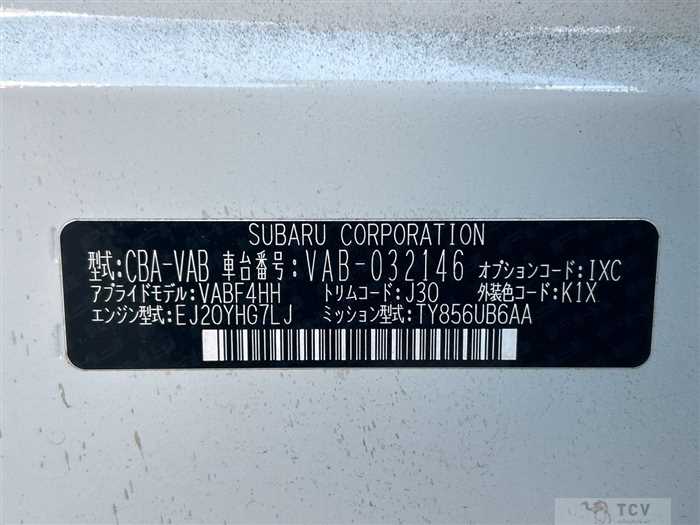 SUBARU CORPORATION
型式:CBA-VAB 車台番号:VAB-032146 オプションコード:IXC
アプライドモデル:VABF4HH トリムコード:J30 外装色コード:K1X
エンジン型式:EJ20YHG7LJ ミッション型式:TY856UB6AA
TCV